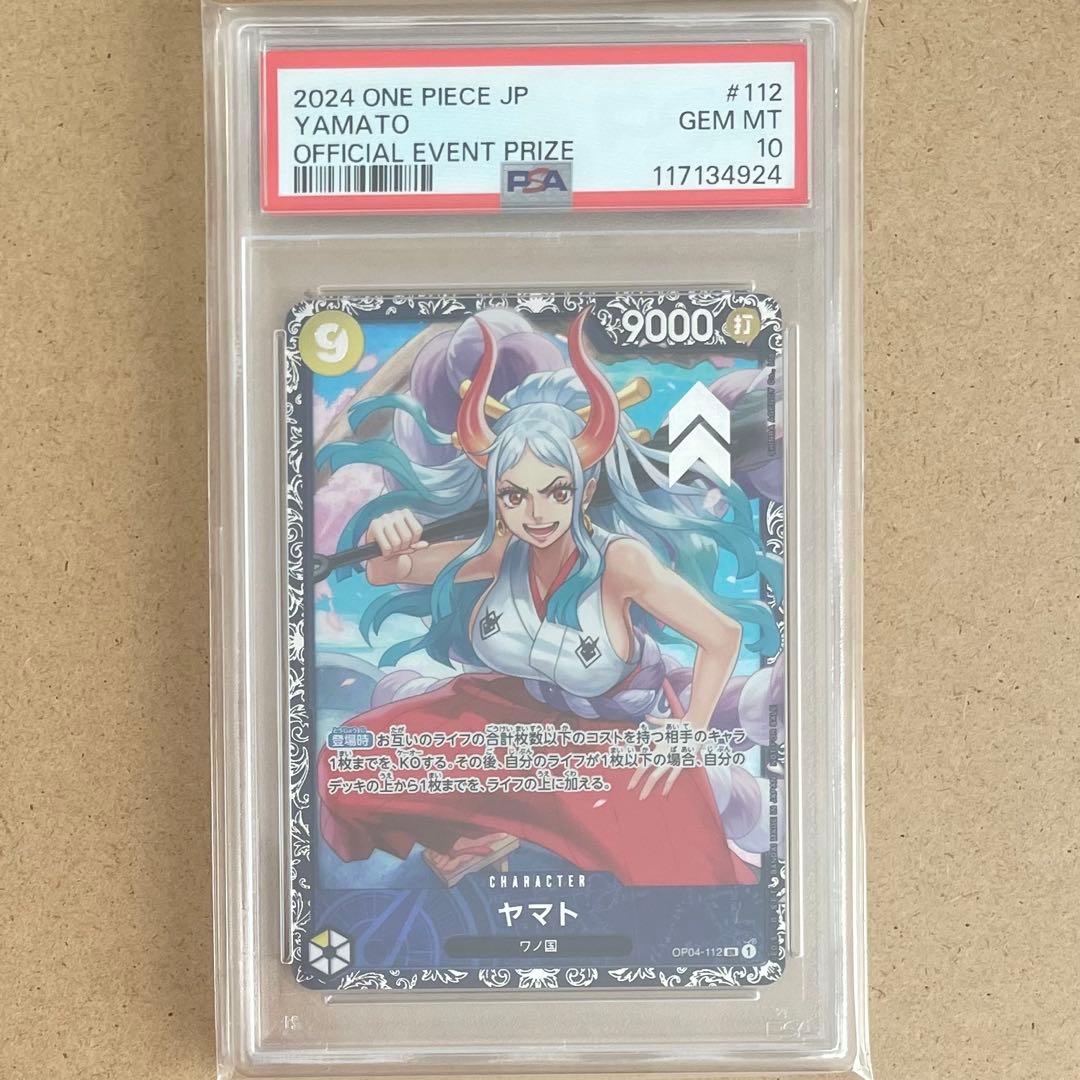 2024 ONE PIECE JP #112
YAMATO GEM MT
OFFICIAL EVENT PRIZE 10
PSA 117134924
9 9000 打
登場時 お互いのライフの合計枚数以下のコストを持つ相手のキャラ
1枚までを、KOする。その後、自分のライフが1枚以下の場合、自分の
デッキの上から1枚までを、ライフの上に加える。
CHARACTER
ヤマト
ワノ国
OP04-112 1